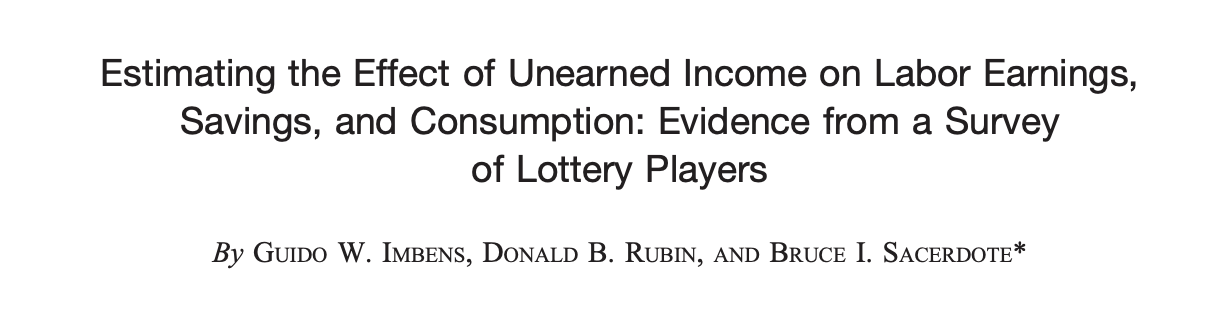 Estimating the Effect of Unearned Income on Labor Earnings,
Savings, and Consumption: Evidence from a Survey
of Lottery Players
By GUIDO W. IMBENS, DONALD B. RUBIN, AND BRUCE I. SACERDOTE*